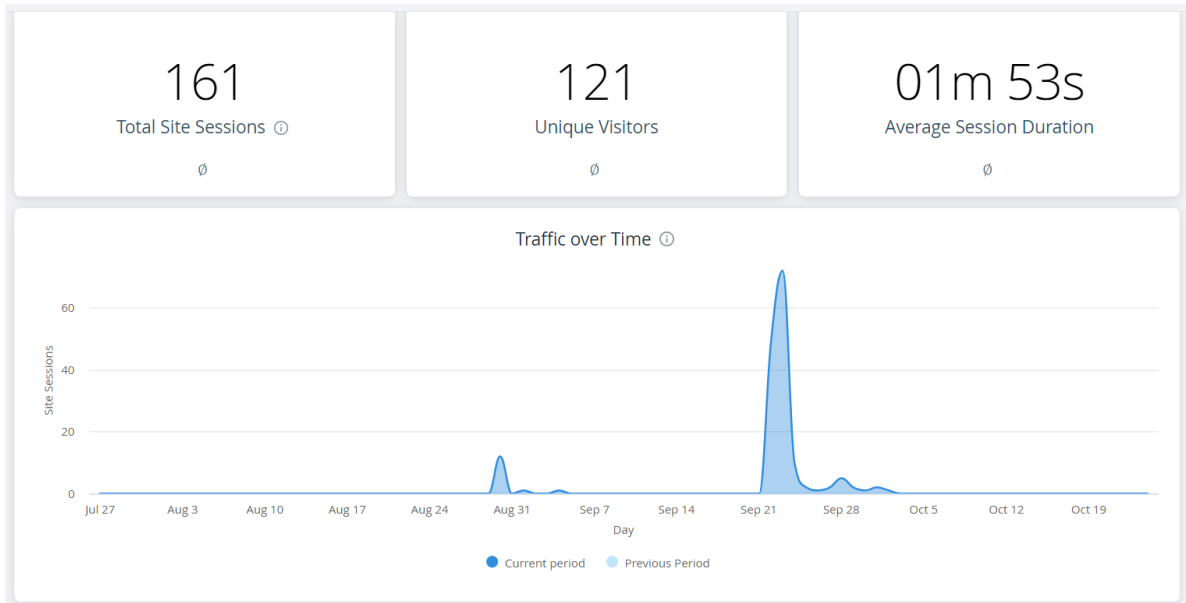 161
Total Site Sessions
Ø
121
Unique Visitors
Ø
01m 53s
Average Session Duration
Ø
Traffic over Time
Site Sessions
60
40
20
0
Jul 27 Aug 3 Aug 10 Aug 17 Aug 24 Aug 31 Sep 7 Sep 14 Sep 21 Sep 28 Oct 5 Oct 12 Oct 19
Day
Current period Previous Period